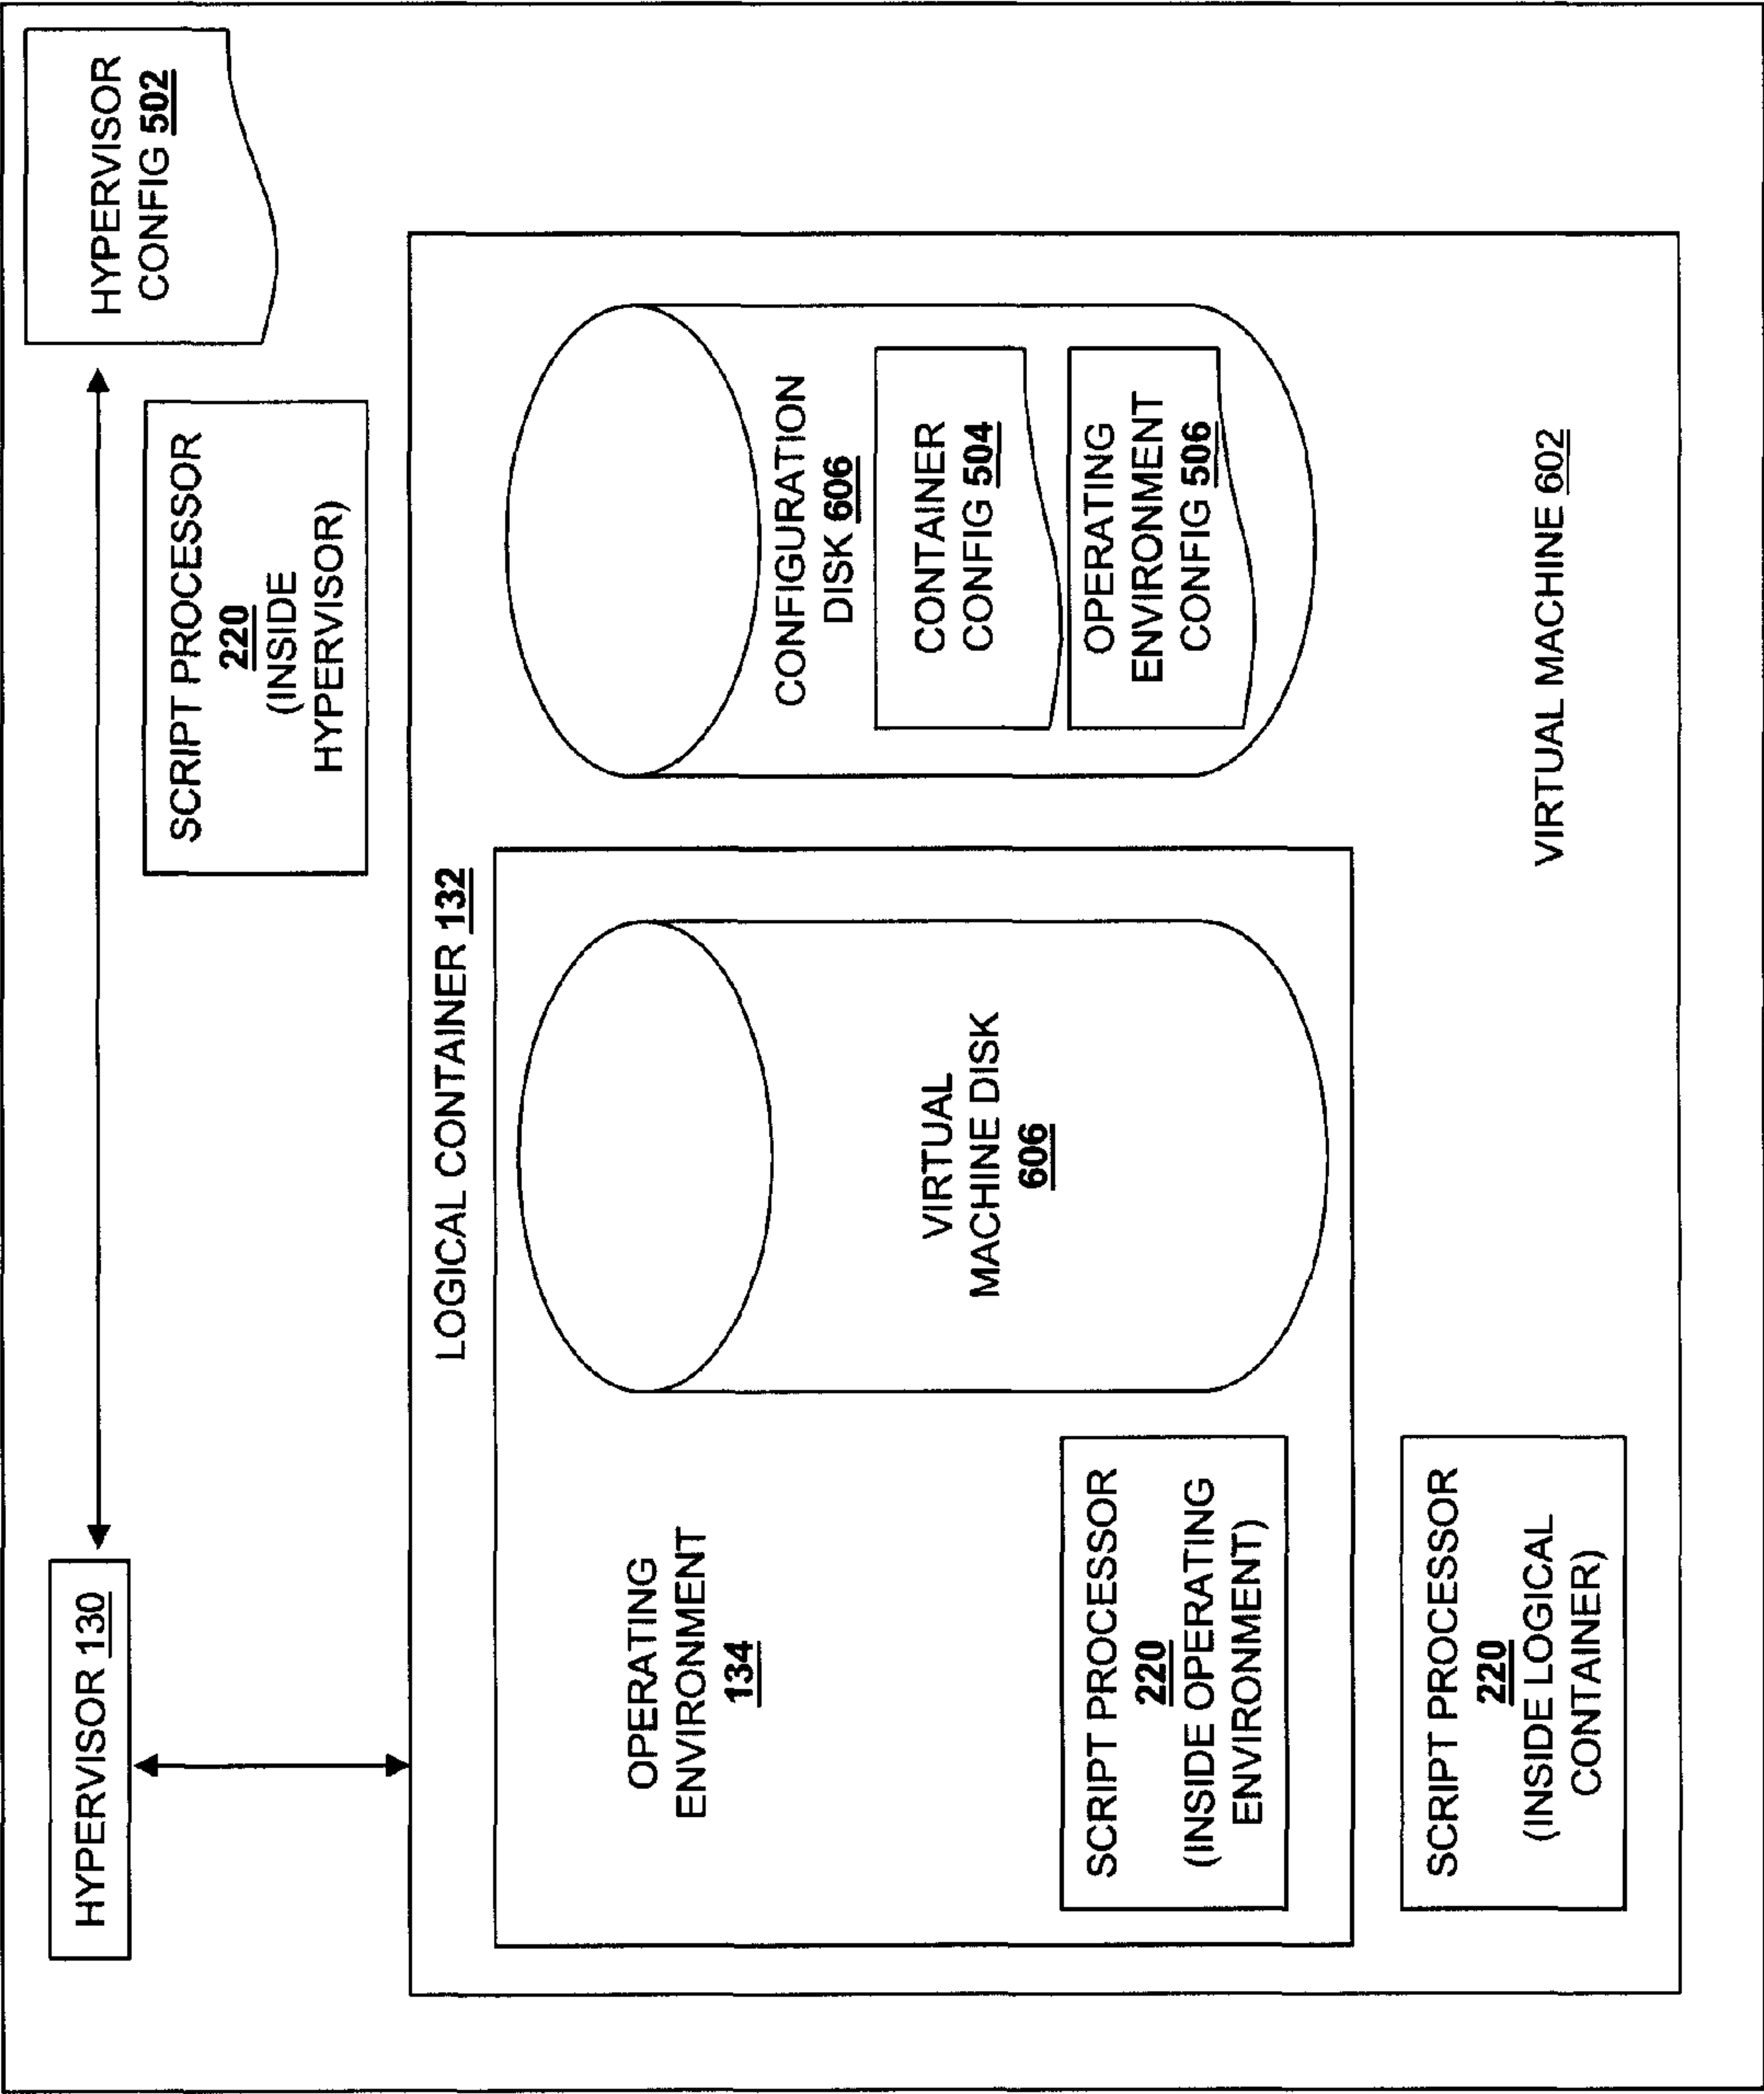 HYPERVISOR 130
HYPERVISOR
CONFIG 502
SCRIPT PROCESSOR
220
(INSIDE
HYPERVISOR)
LOGICAL CONTAINER 132
OPERATING
ENVIRONMENT
134
VIRTUAL
MACHINE DISK
606
SCRIPT PROCESSOR
220
(INSIDE OPERATING
ENVIRONMENT)
CONFIGURATION
DISK 606
CONTAINER
CONFIG 504
OPERATING
ENVIRONMENT
CONFIG 506
SCRIPT PROCESSOR
220
(INSIDE LOGICAL
CONTAINER)
VIRTUAL MACHINE 602